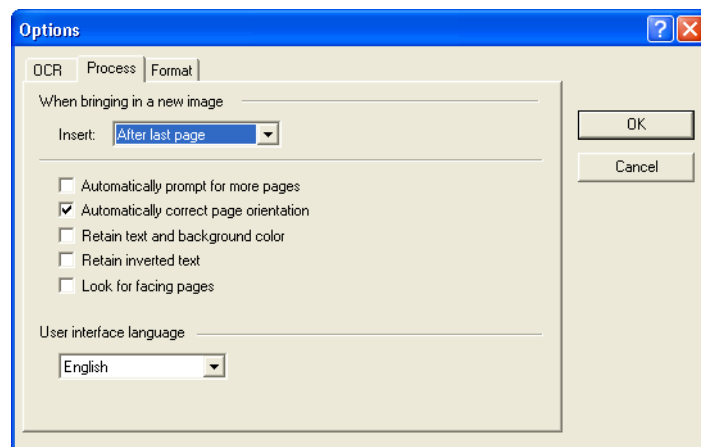 Options
OCR Process Format
When bringing in a new image
Insert: After last page
OK
Cancel
Automatically prompt for more pages
Automatically correct page orientation
Retain text and background color
Retain inverted text
Look for facing pages
User interface language
English